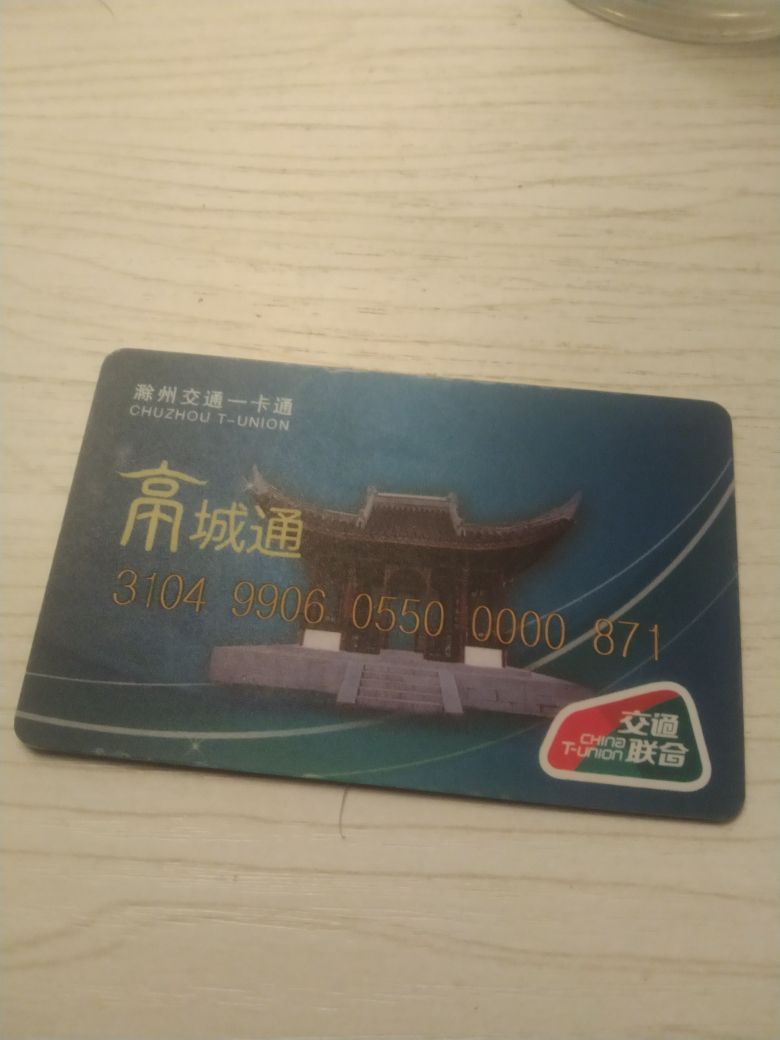 滁州交通一卡通
CHUZHOU T-UNION
亭城通
3104 9906 0550 0000 871
交通
联合
CHINA
T-UNION